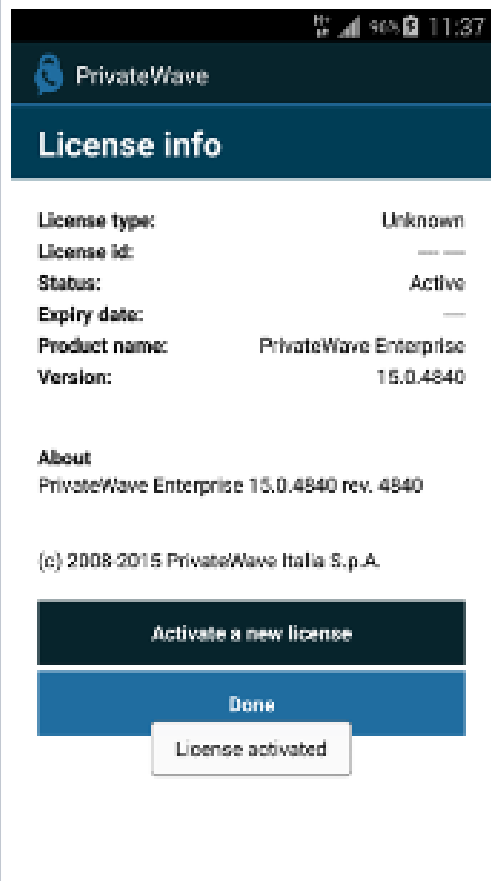 96% 11:37
PrivateWave
License info
License type: Unknown
License id: --- ---
Status: Active
Expiry date: ---
Product name: PrivateWave Enterprise
Version: 15.0.4840
About
PrivateWave Enterprise 15.0.4840 rev. 4840
(c) 2008-2015 PrivateWave Italia S.p.A.
Activate a new license
Done
License activated